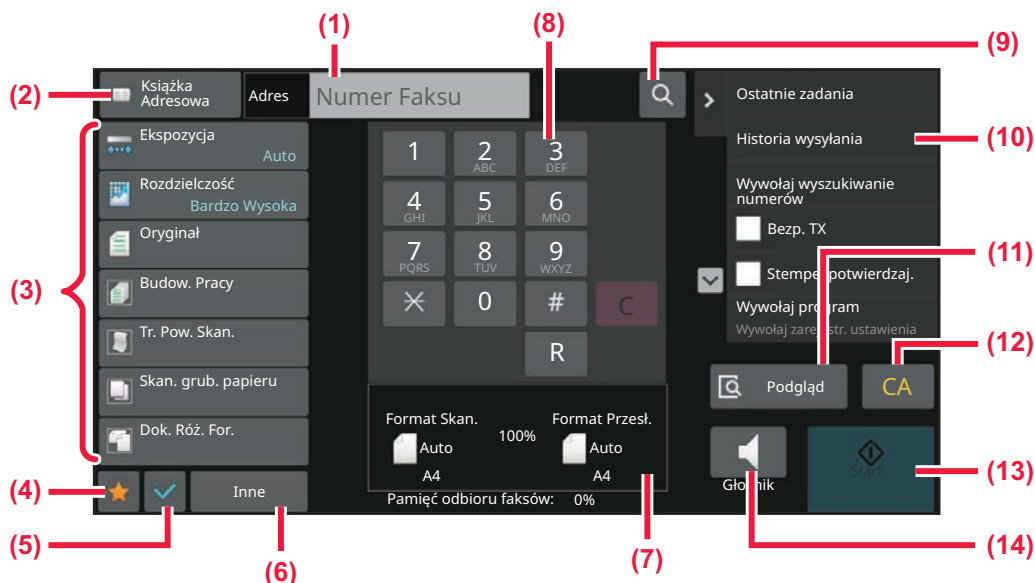 (1)
(8)
(9)
(2)
Książka
Adresowa
Adres
Numer Faksu
Ostatnie zadania
(3)
Ekspozycja
Auto
Rozdzielczość
Bardzo Wysoka
Oryginał
Budow. Pracy
Tr. Pow. Skan.
Skan. grub. papieru
Dok. Róż. For.
1
2
ABC
3
DEF
4
GHI
5
JKL
6
MNO
7
PQRS
8
TUV
9
WXYZ
0
#
C
R
Historia wysyłania
(10)
Wywołaj wyszukiwanie
numerów
Bezp. TX
(11)
Stempel potwierdzaj.
Wywołaj program
Wywołaj zarejestr. ustawienia
(12)
Podgląd
CA
Format Skan.
Format Przesł.
Auto
100%
Auto
A4
A4
Pamięć odbioru faksów: 0%
Głośnik
Start
(13)
(4)
Inne
(5)
(6)
(7)
(14)